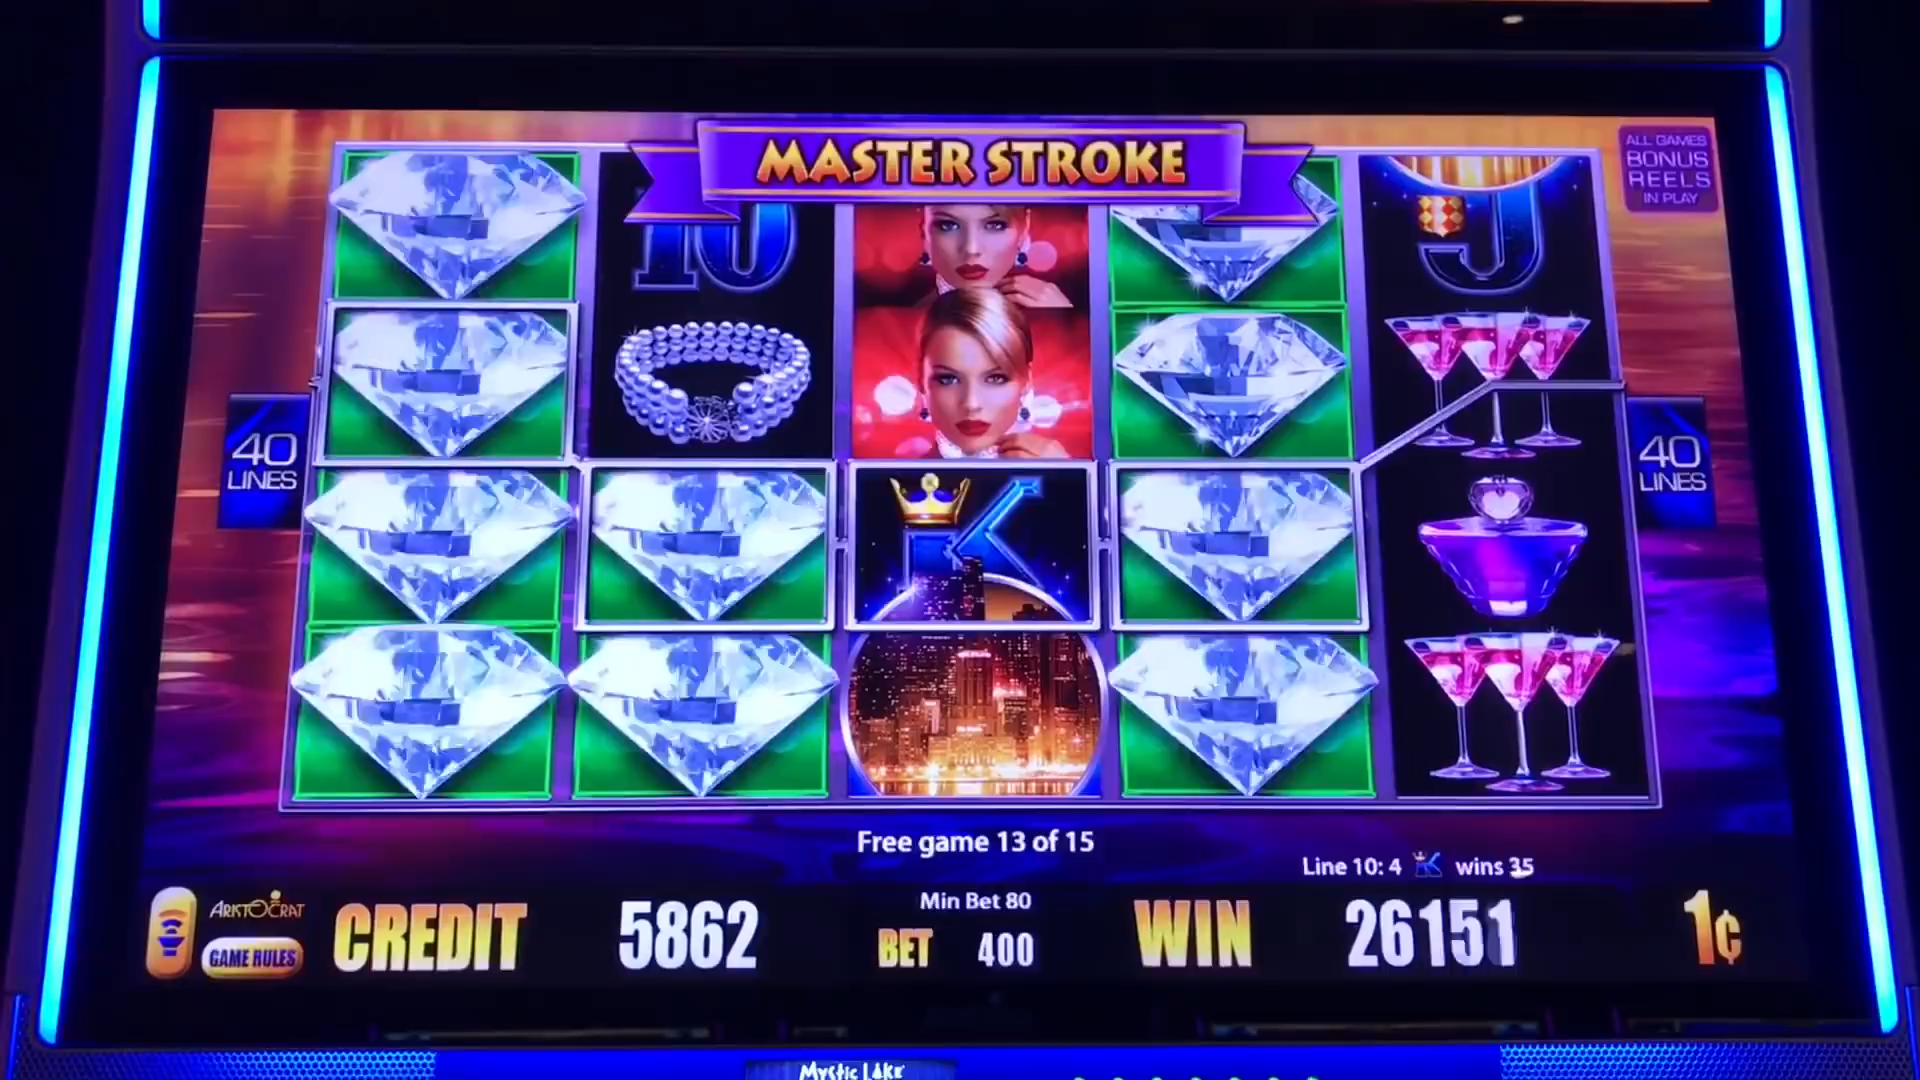 MASTER STROKE
ALL GAMES
BONUS
REELS
IN PLAY
10
J
40
LINES
40
LINES
K
Free game 13 of 15
Line 10: 4 K wins 35
ARISTOCRAT
GAME RULES
CREDIT 5862
Min Bet 80
BET 400
WIN 26151
1¢
MYSTIC LAKE